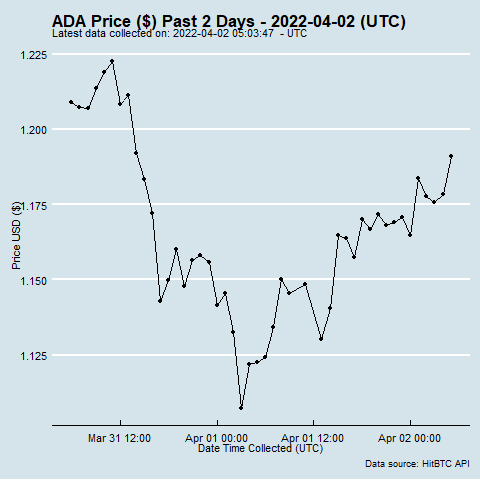 ADA Price ($) Past 2 Days - 2022-04-02 (UTC)
Latest data collected on: 2022-04-02 05:03:47 - UTC
1.225
1.200
1.175
1.150
1.125
Price USD ($)
Mar 31 12:00 Apr 01 00:00 Apr 01 12:00 Apr 02 00:00
Date Time Collected (UTC)
Data source: HitBTC API